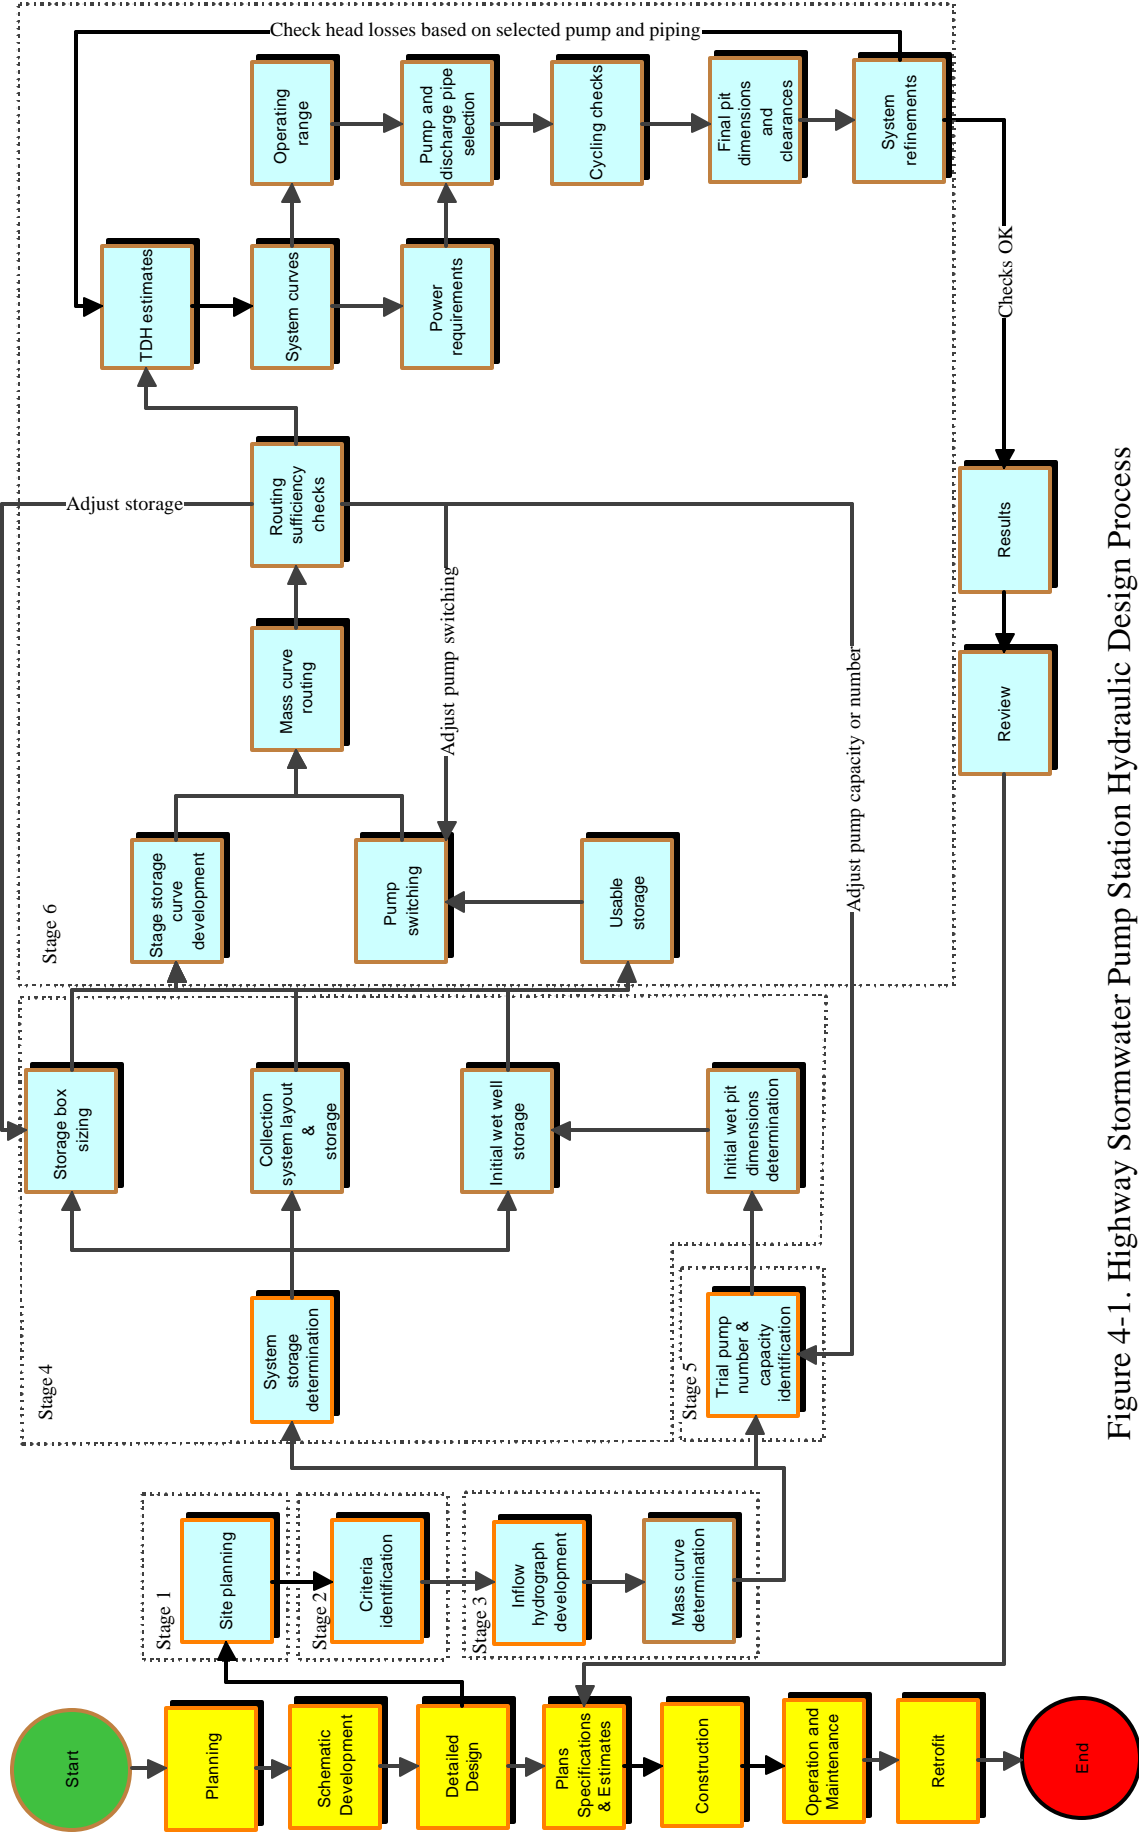 Start
Planning
Schematic
Development
Detailed
Design
Plans
Specifications
& Estimates
Construction
Operation and
Maintenance
Retrofit
End
Stage 1
Site planning
Stage 2
Criteria
identification
Stage 3
Inflow
hydrograph
development
Mass curve
determination
Stage 4
System
storage
determination
Stage 5
Trial pump
number &
capacity
identification
Storage box
sizing
Collection
system layout
&
storage
Initial wet well
storage
Initial wet pit
dimensions
determination
Stage 6
Stage storage
curve
development
Pump
switching
Usable
storage
Mass curve
routing
Routing
sufficiency
checks
Adjust storage
Adjust pump switching
Adjust pump capacity or number
TDH estimates
System curves
Power
requirements
Operating
range
Pump and
discharge pipe
selection
Cycling checks
Final pit
dimensions
and
clearances
System
refinements
Check head losses based on selected pump and piping
Checks OK
Results
Review
Figure 4-1. Highway Stormwater Pump Station Hydraulic Design Process